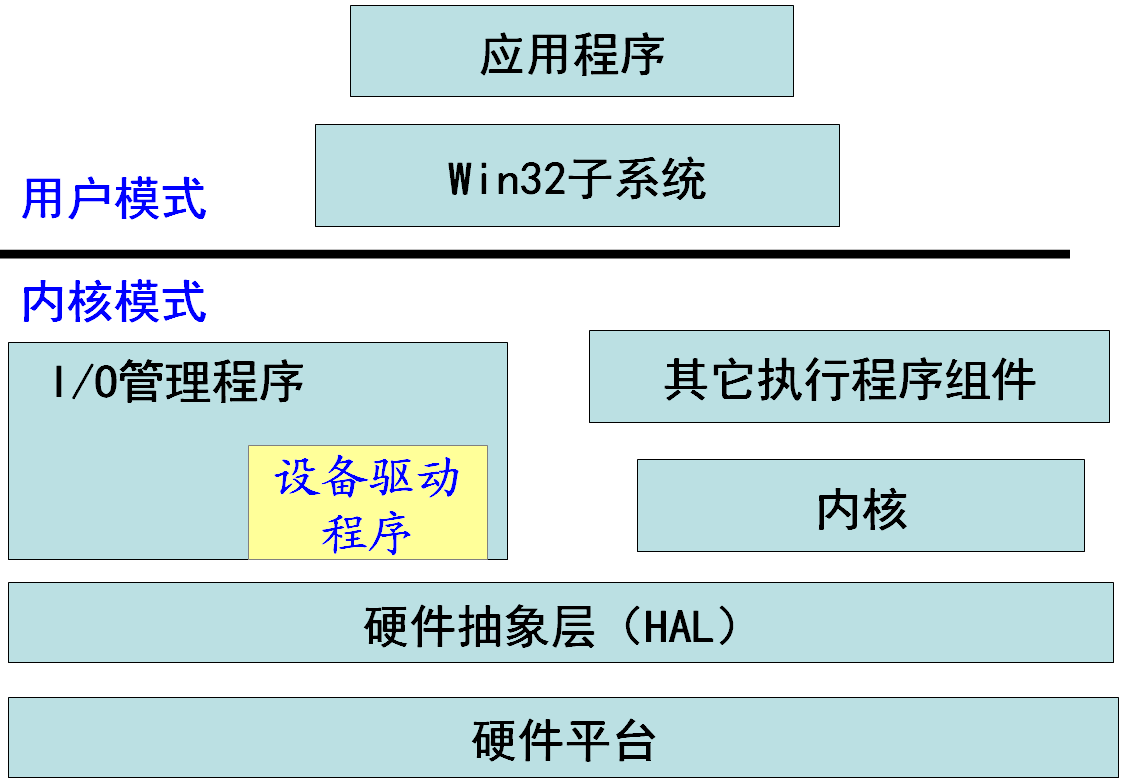 应用程序
Win32子系统
用户模式
内核模式
I/O管理程序
其它执行程序组件
设备驱动
程序
内核
硬件抽象层（HAL）
硬件平台